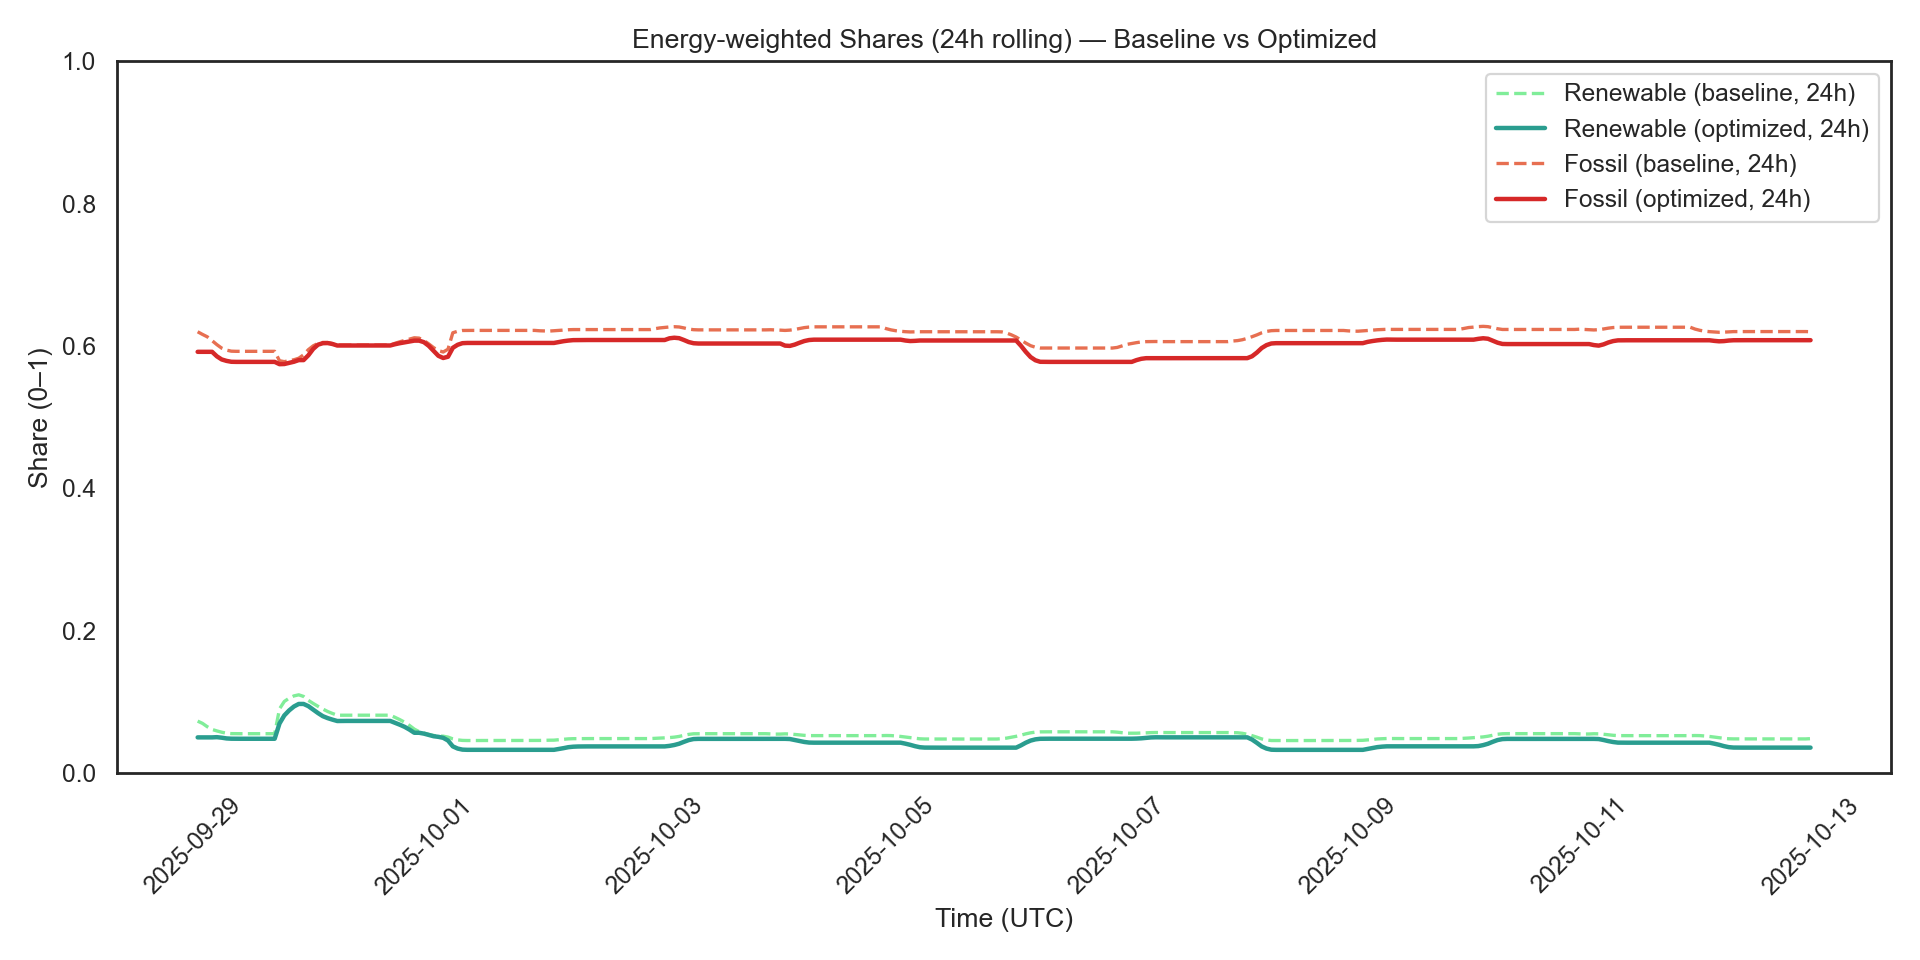 Energy-weighted Shares (24h rolling) — Baseline vs Optimized
Renewable (baseline, 24h)
Renewable (optimized, 24h)
Fossil (baseline, 24h)
Fossil (optimized, 24h)
Share (0–1)
1.0
0.8
0.6
0.4
0.2
0.0
2025-09-29
2025-10-01
2025-10-03
2025-10-05
2025-10-07
2025-10-09
2025-10-11
2025-10-13
Time (UTC)